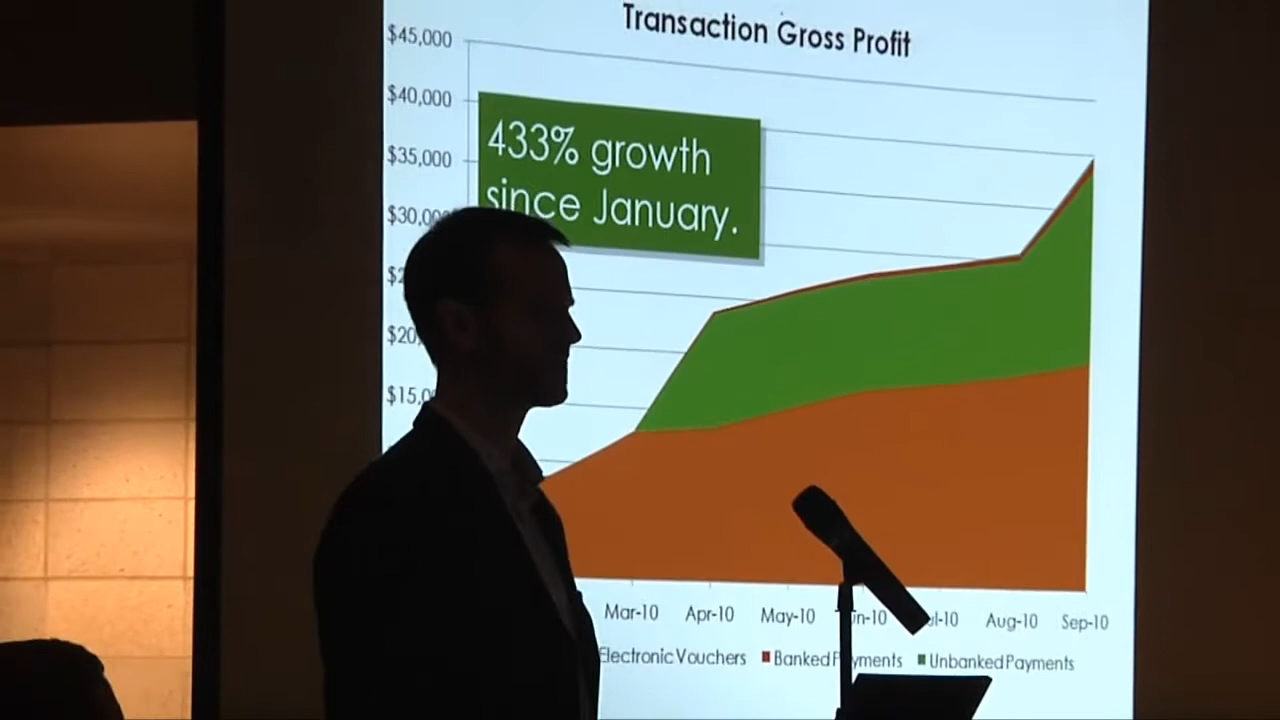 Transaction Gross Profit
$45,000
$40,000
$35,000
433% growth
since January.
Mar-10 Apr-10 May-10 Aug-10 Sep-10
Electronic Vouchers Banked Unbanked Payments